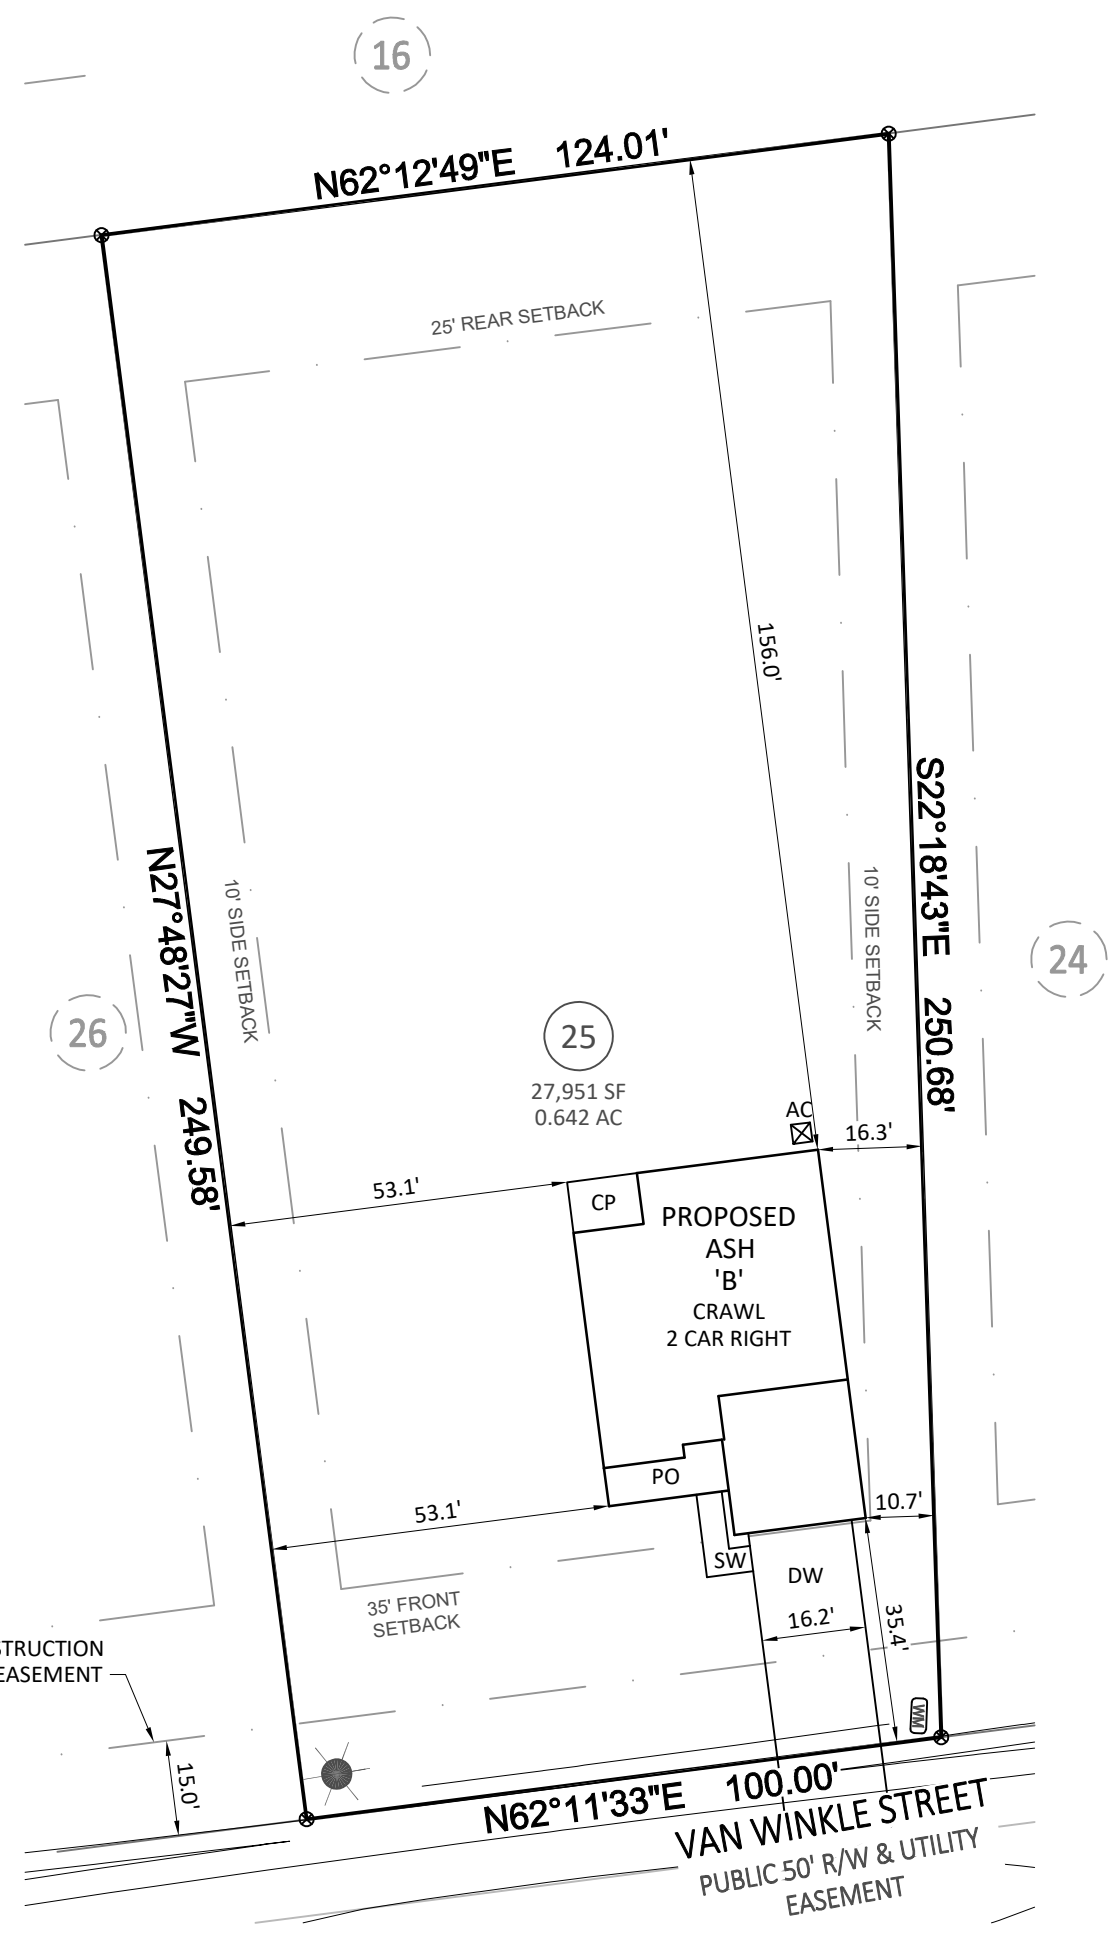 16
N62°12'49"E 124.01'
25' REAR SETBACK
156.0'
S22°18'43"E 250.68'
N27°48'27"W 249.58'
10' SIDE SETBACK
10' SIDE SETBACK
24
26
25
27,951 SF
0.642 AC
AC
16.3'
53.1'
CP
PROPOSED
ASH
'B'
CRAWL
2 CAR RIGHT
PO
53.1'
10.7'
SW
DW
35' FRONT
SETBACK
16.2'
35.4'
STRUCTION
EASEMENT
WM
15.0'
N62°11'33"E 100.00'
VAN WINKLE STREET
PUBLIC 50' R/W & UTILITY
EASEMENT